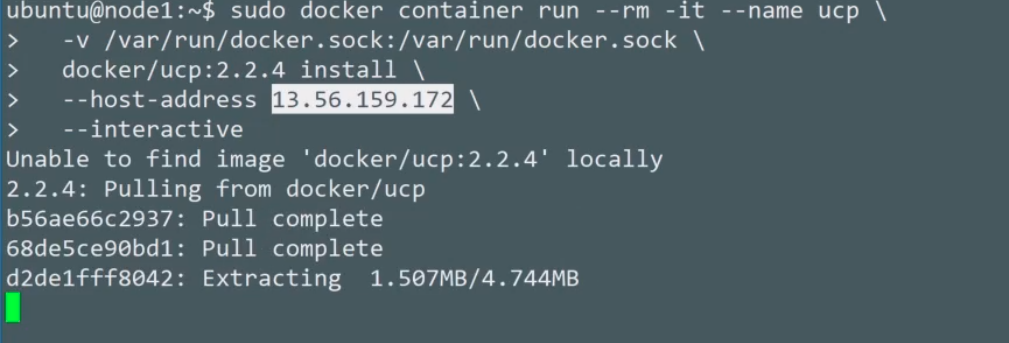 ubuntu@node1:~$ sudo docker container run --rm -it --name ucp \
>   -v /var/run/docker.sock:/var/run/docker.sock \
>   docker/ucp:2.2.4 install \
>   --host-address 13.56.159.172 \
>   --interactive
Unable to find image 'docker/ucp:2.2.4' locally
2.2.4: Pulling from docker/ucp
b56ae66c2937: Pull complete
68de5ce90bd1: Pull complete
d2de1fff8042: Extracting  1.507MB/4.744MB